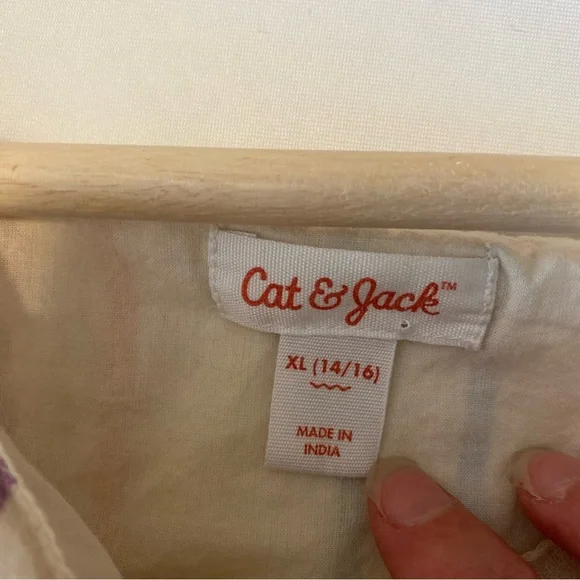 Cat & Jack™
XL (14/16)
MADE IN
INDIA